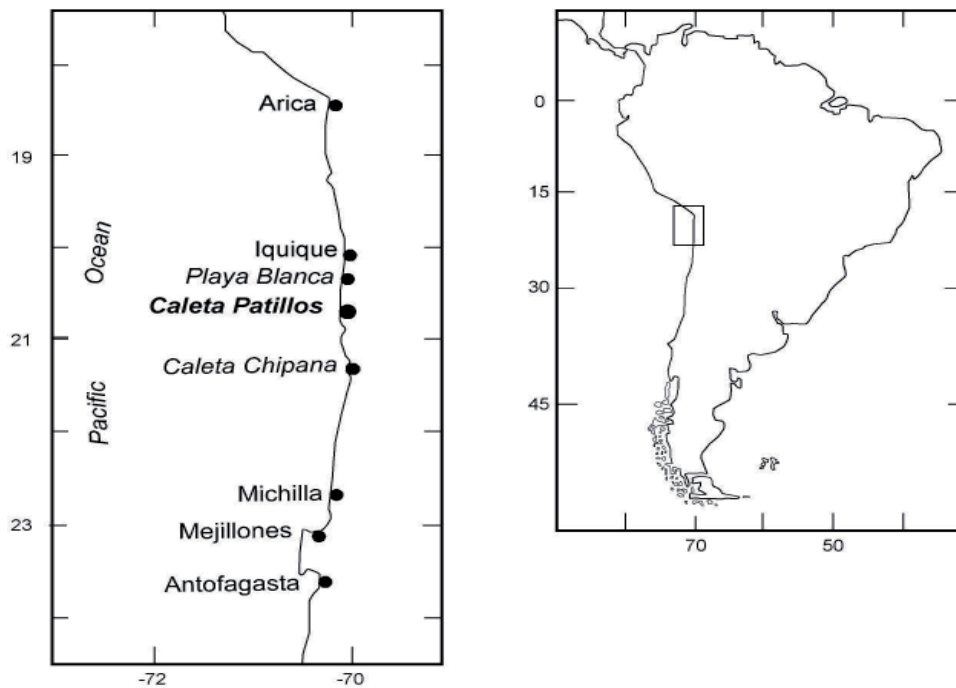 Arica
19
Ocean
Iquique
Playa Blanca
Caleta Patillos
21
Caleta Chipana
Pacific
Michilla
23
Mejillones
Antofagasta
-72
-70
0
15
30
45
70
50